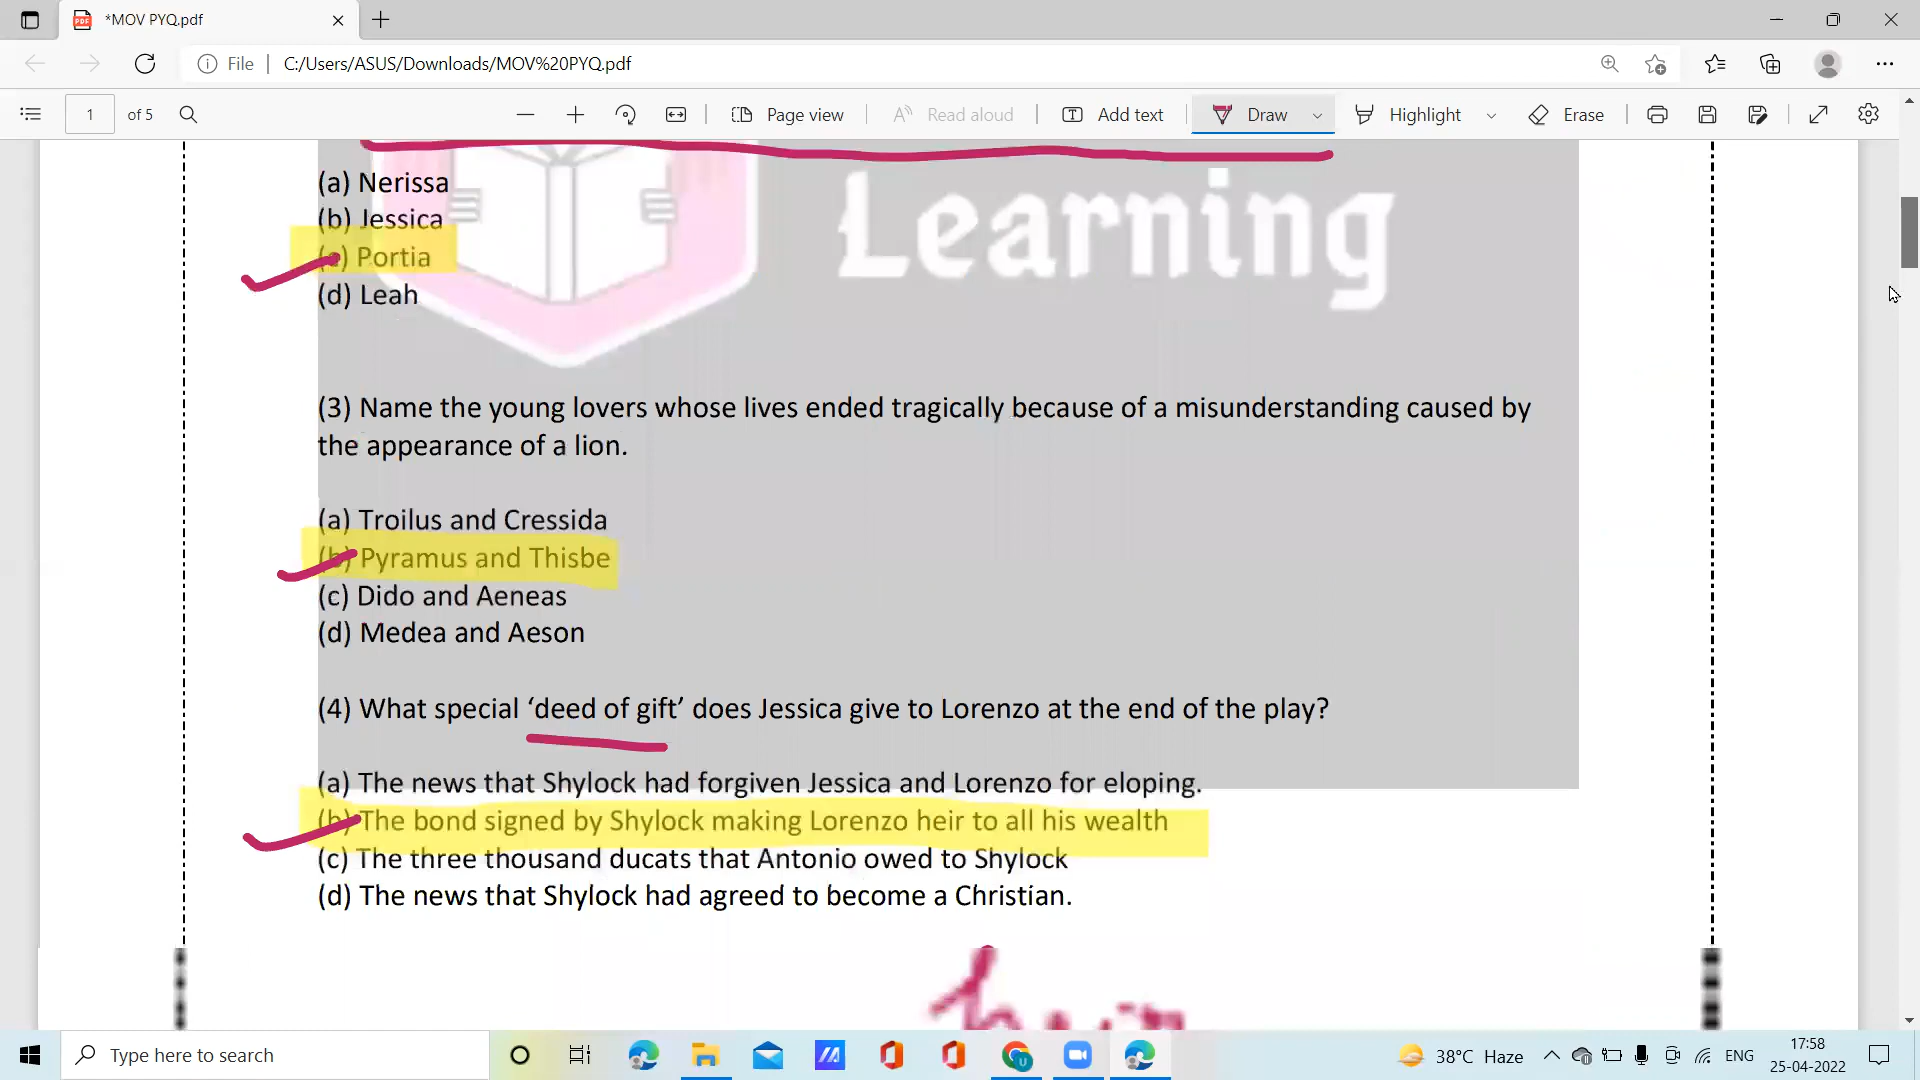 *MOV PYQ.pdf
File
C:/Users/ASUS/Downloads/MOV%20PYQ.pdf
1 of 5
Page view
Read aloud
Add text
Draw
Highlight
Erase
Learning
(a) Nerissa
(b) Jessica
(c) Portia
(d) Leah
(3) Name the young lovers whose lives ended tragically because of a misunderstanding caused by
the appearance of a lion.
(a) Troilus and Cressida
(b) Pyramus and Thisbe
(c) Dido and Aeneas
(d) Medea and Aeson
(4) What special ‘deed of gift’ does Jessica give to Lorenzo at the end of the play?
(a) The news that Shylock had forgiven Jessica and Lorenzo for eloping.
(b) The bond signed by Shylock making Lorenzo heir to all his wealth
(c) The three thousand ducats that Antonio owed to Shylock
(d) The news that Shylock had agreed to become a Christian.
Type here to search
38°C Haze
ENG
17:58
25-04-2022